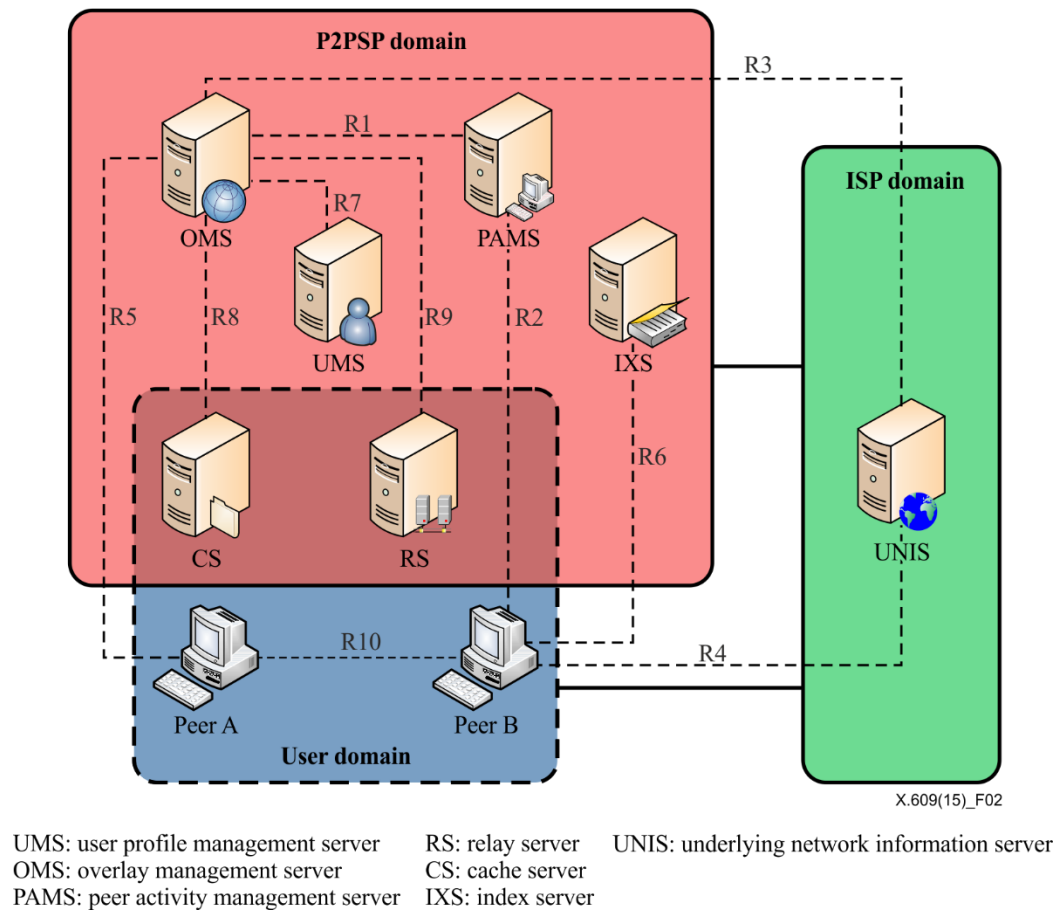 P2PSP domain
R3
R1
ISP domain
R7
OMS
PAMS
R5
R8
R9
R2
UMS
IXS
R6
CS
RS
UNIS
R10
R4
Peer A
Peer B
User domain
X.609(15)_F02
UMS: user profile management server
RS: relay server
UNIS: underlying network information server
OMS: overlay management server
CS: cache server
PAMS: peer activity management server
IXS: index server